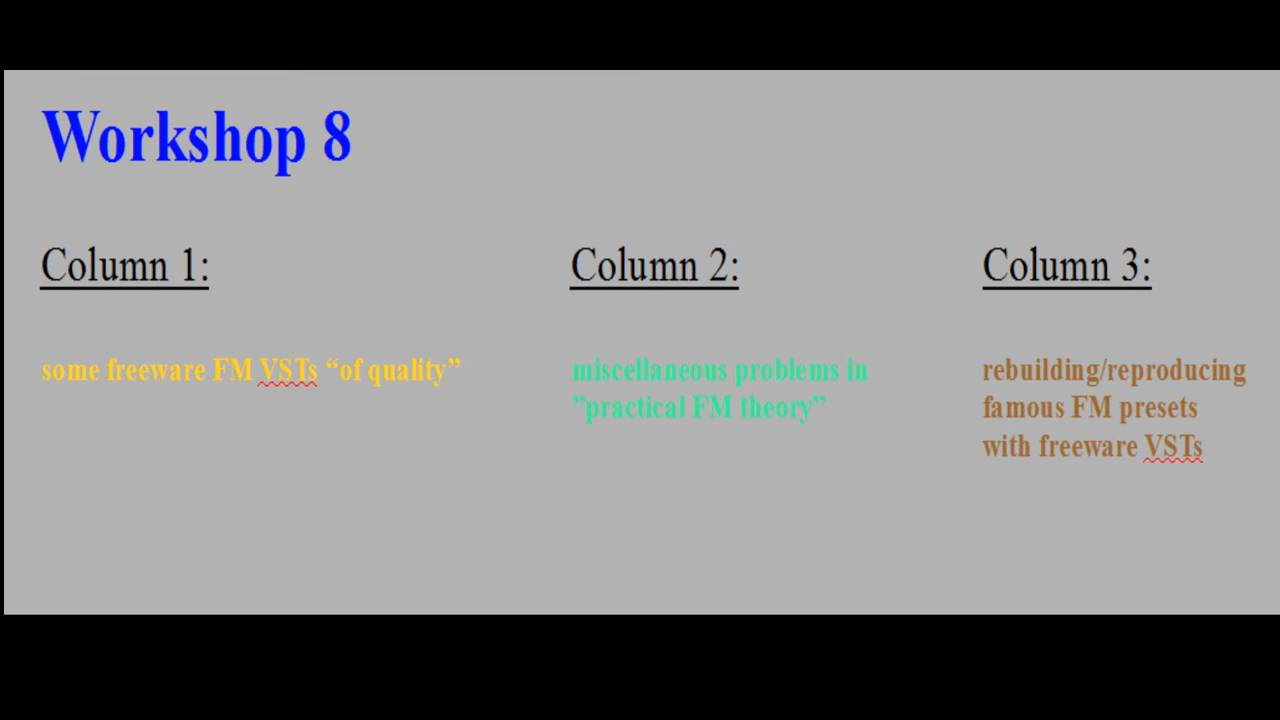 Workshop 8
Column 1:
some freeware FM VSTs “of quality”
Column 2:
miscellaneous problems in
”practical FM theory”
Column 3:
rebuilding/reproducing
famous FM presets
with freeware VSTs